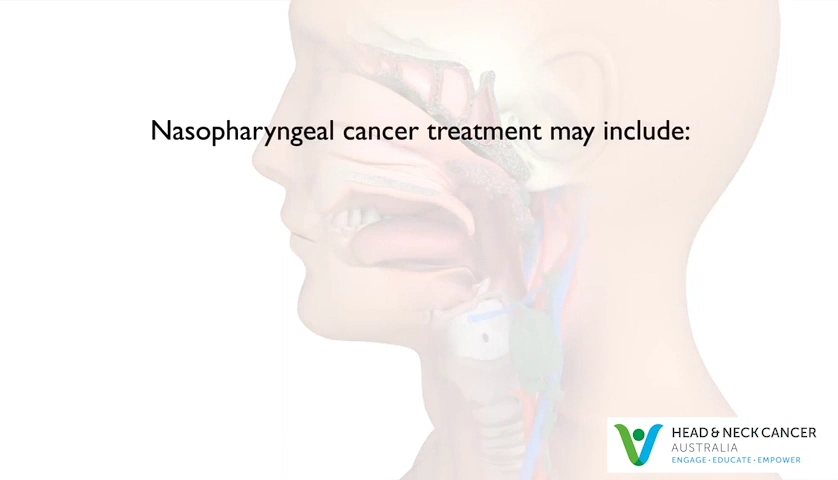 Nasopharyngeal cancer treatment may include:
HEAD & NECK CANCER
AUSTRALIA
ENGAGE • EDUCATE • EMPOWER